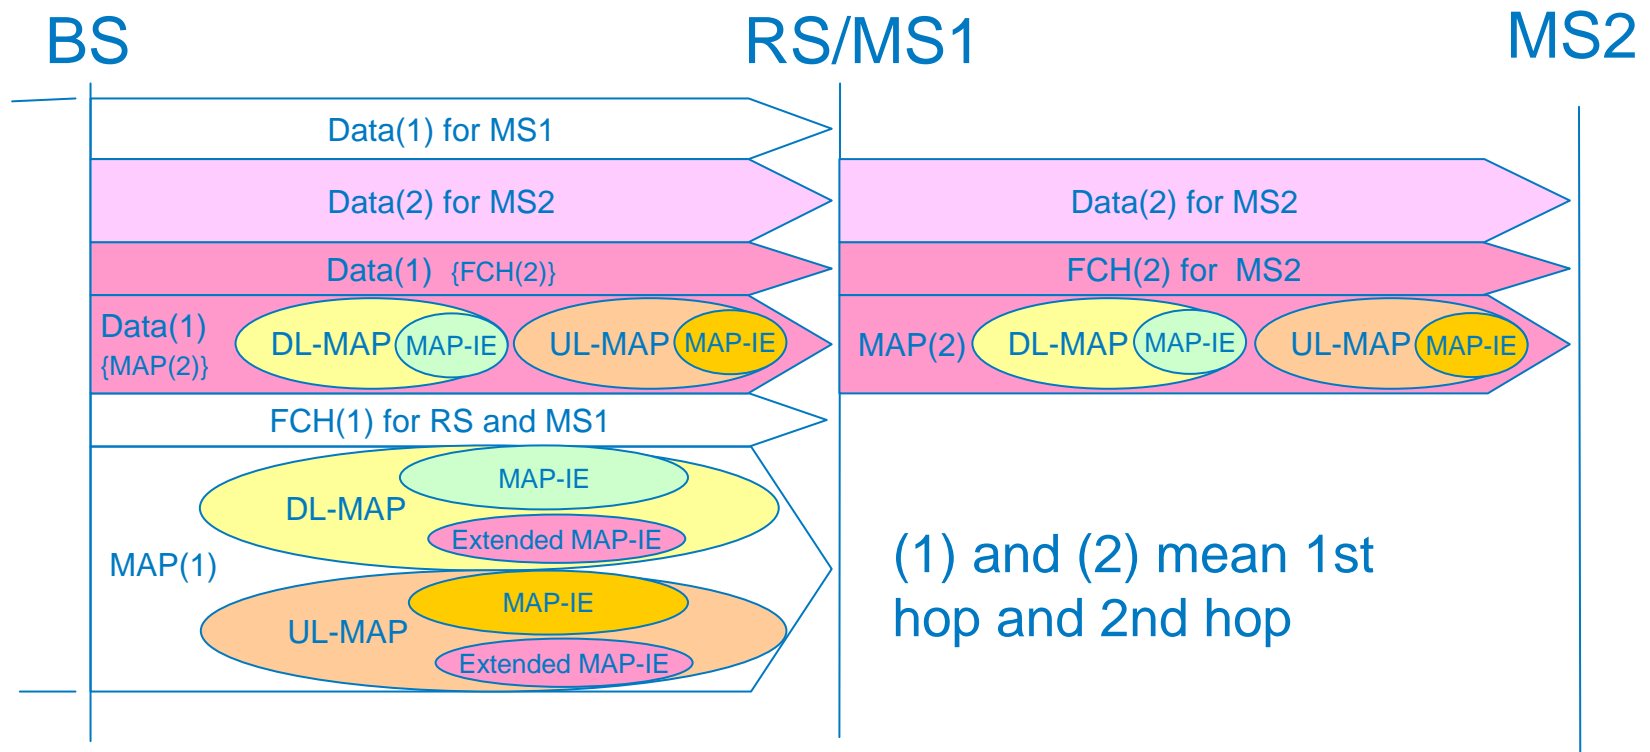 BS RS/MS1 MS2
Data(1) for MS1
Data(2) for MS2 Data(2) for MS2
Data(1) {FCH(2)} FCH(2) for MS2
Data(1)
{MAP(2)}
DL-MAP MAP-IE UL-MAP MAP-IE
MAP(2) DL-MAP MAP-IE UL-MAP MAP-IE
FCH(1) for RS and MS1
MAP-IE
DL-MAP
Extended MAP-IE
MAP(1)
MAP-IE
UL-MAP
Extended MAP-IE
(1) and (2) mean 1st
hop and 2nd hop